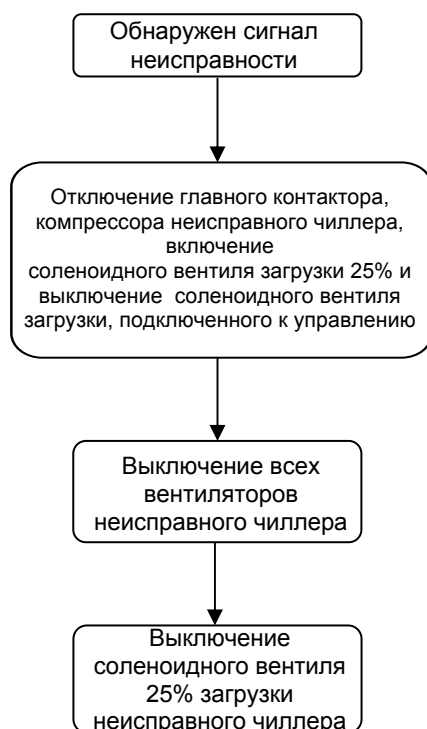 Обнаружен сигнал
неисправности
Отключение главного контактора,
компрессора неисправного чиллера,
включение
соленоидного вентиля загрузки 25% и
выключение соленоидного вентиля
загрузки, подключенного к управлению
Выключение всех
вентиляторов
неисправного чиллера
Выключение
соленоидного вентиля
25% загрузки
неисправного чиллера